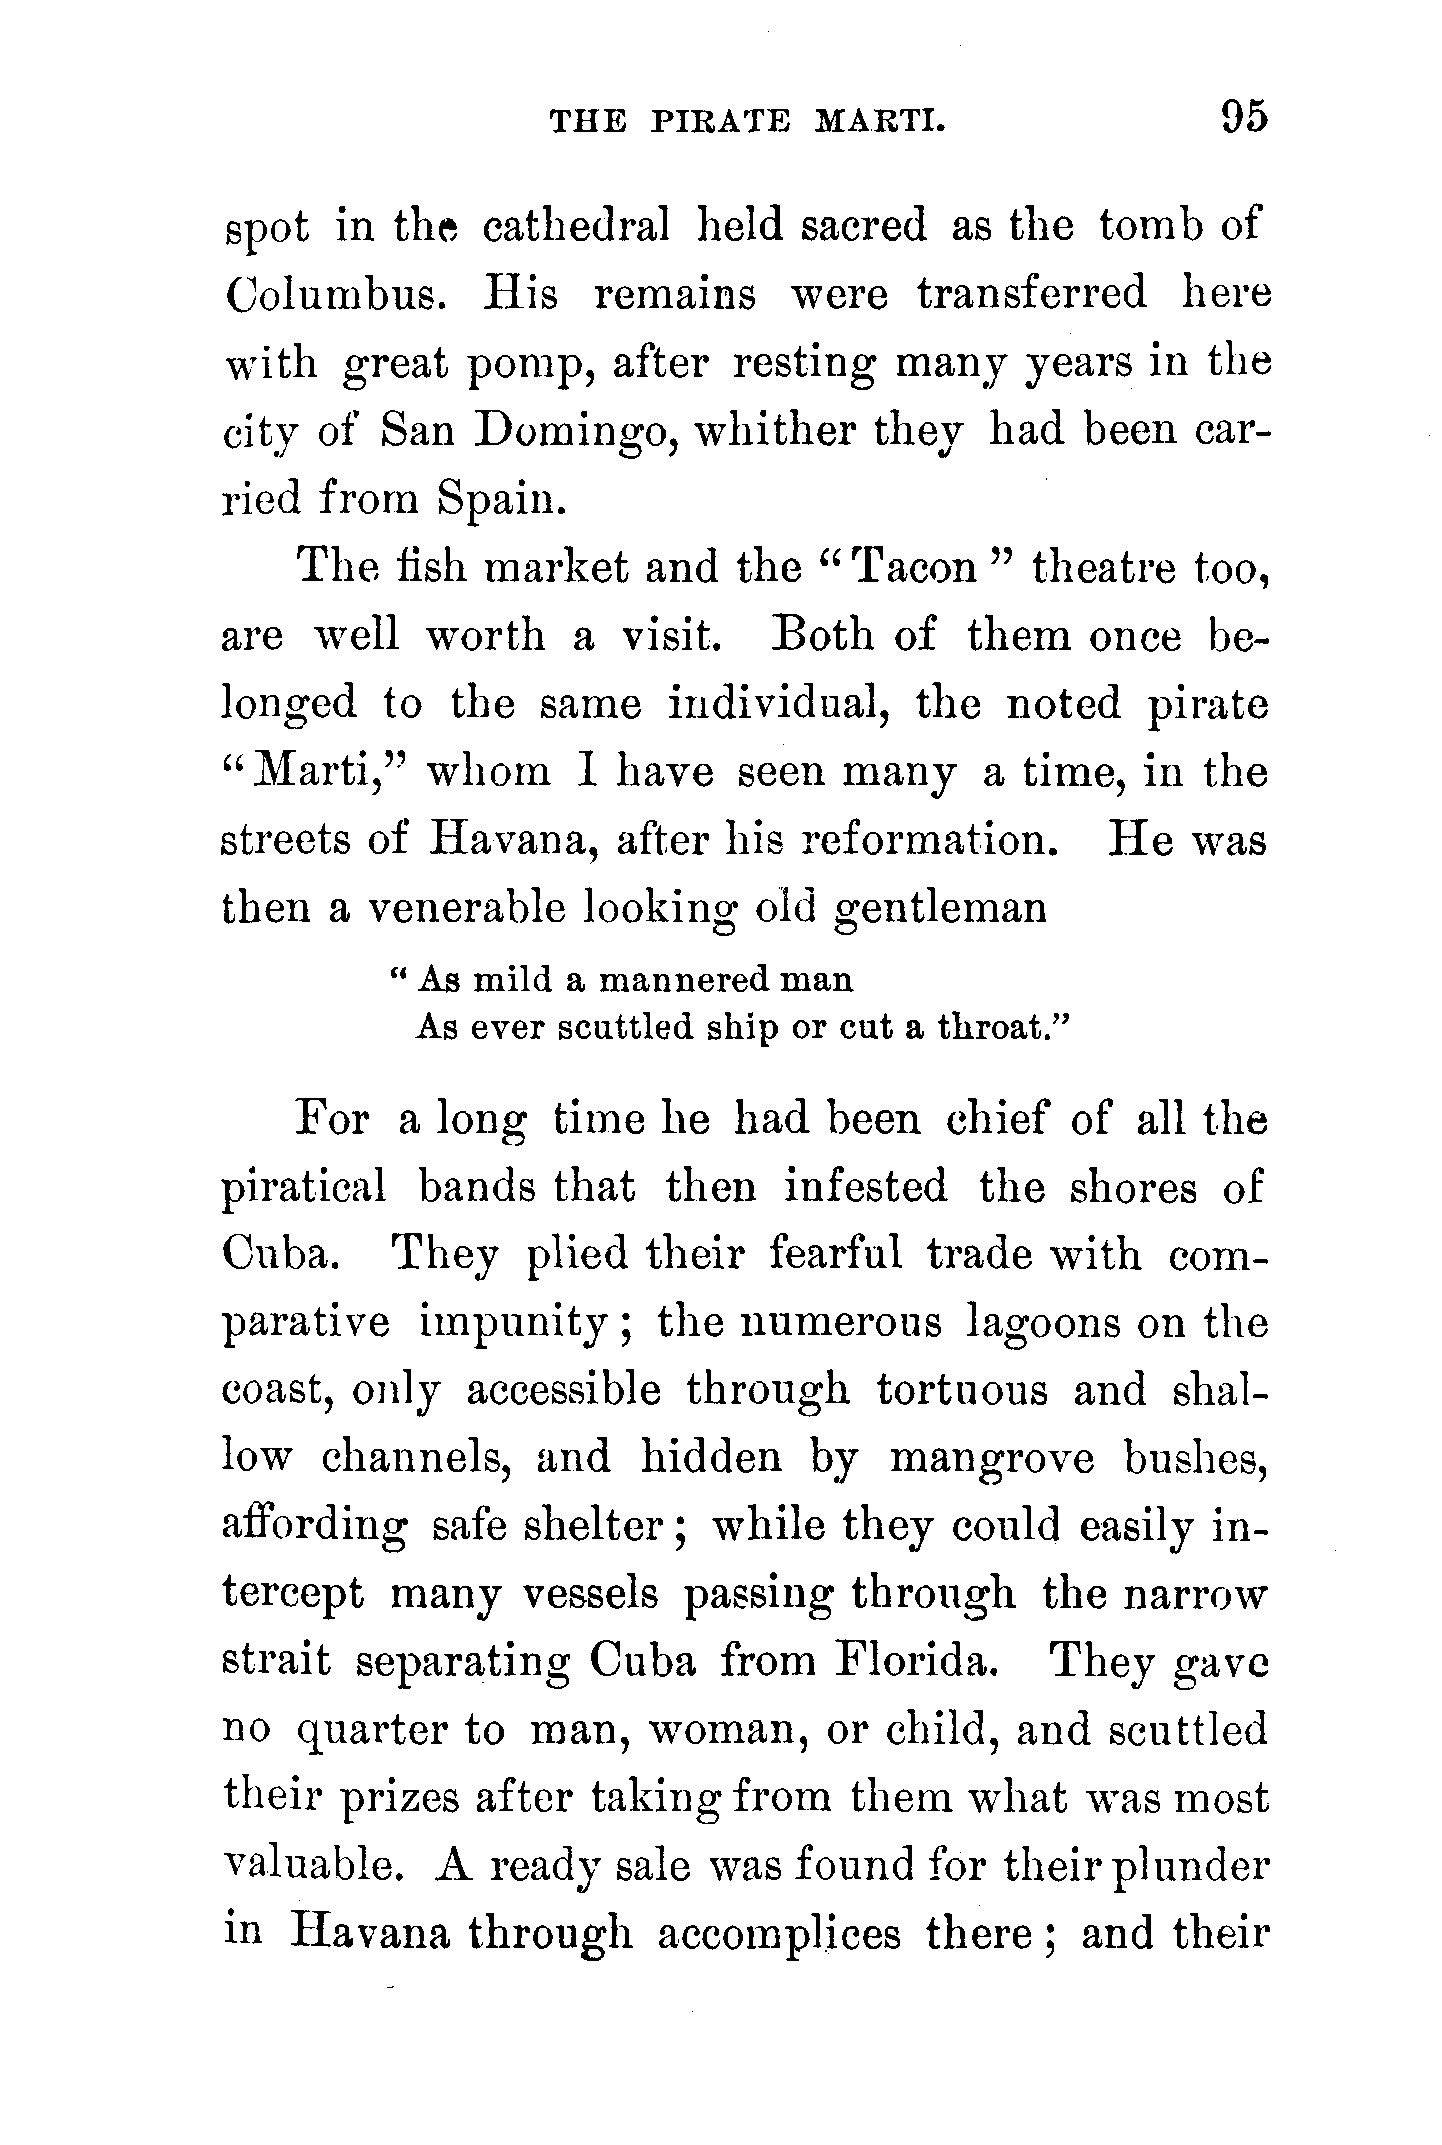 THE PIRATE MARTI. 95
spot in the cathedral held sacred as the tomb of
Columbus. His remains were transferred here
with great pomp, after resting many years in the
city of San Domingo, whither they had been car-
ried from Spain.
The fish market and the “Tacon” theatre too,
are well worth a visit. Both of them once be-
longed to the same individual, the noted pirate
“Marti,” whom I have seen many a time, in the
streets of Havana, after his reformation. He was
then a venerable looking old gentleman
“As mild a mannered man
As ever scuttled ship or cut a throat.”
For a long time he had been chief of all the
piratical bands that then infested the shores of
Cuba. They plied their fearful trade with com-
parative impunity; the numerous lagoons on the
coast, only accessible through tortuous and shal-
low channels, and hidden by mangrove bushes,
affording safe shelter; while they could easily in-
tercept many vessels passing through the narrow
strait separating Cuba from Florida. They gave
no quarter to man, woman, or child, and scuttled
their prizes after taking from them what was most
valuable. A ready sale was found for their plunder
in Havana through accomplices there; and their